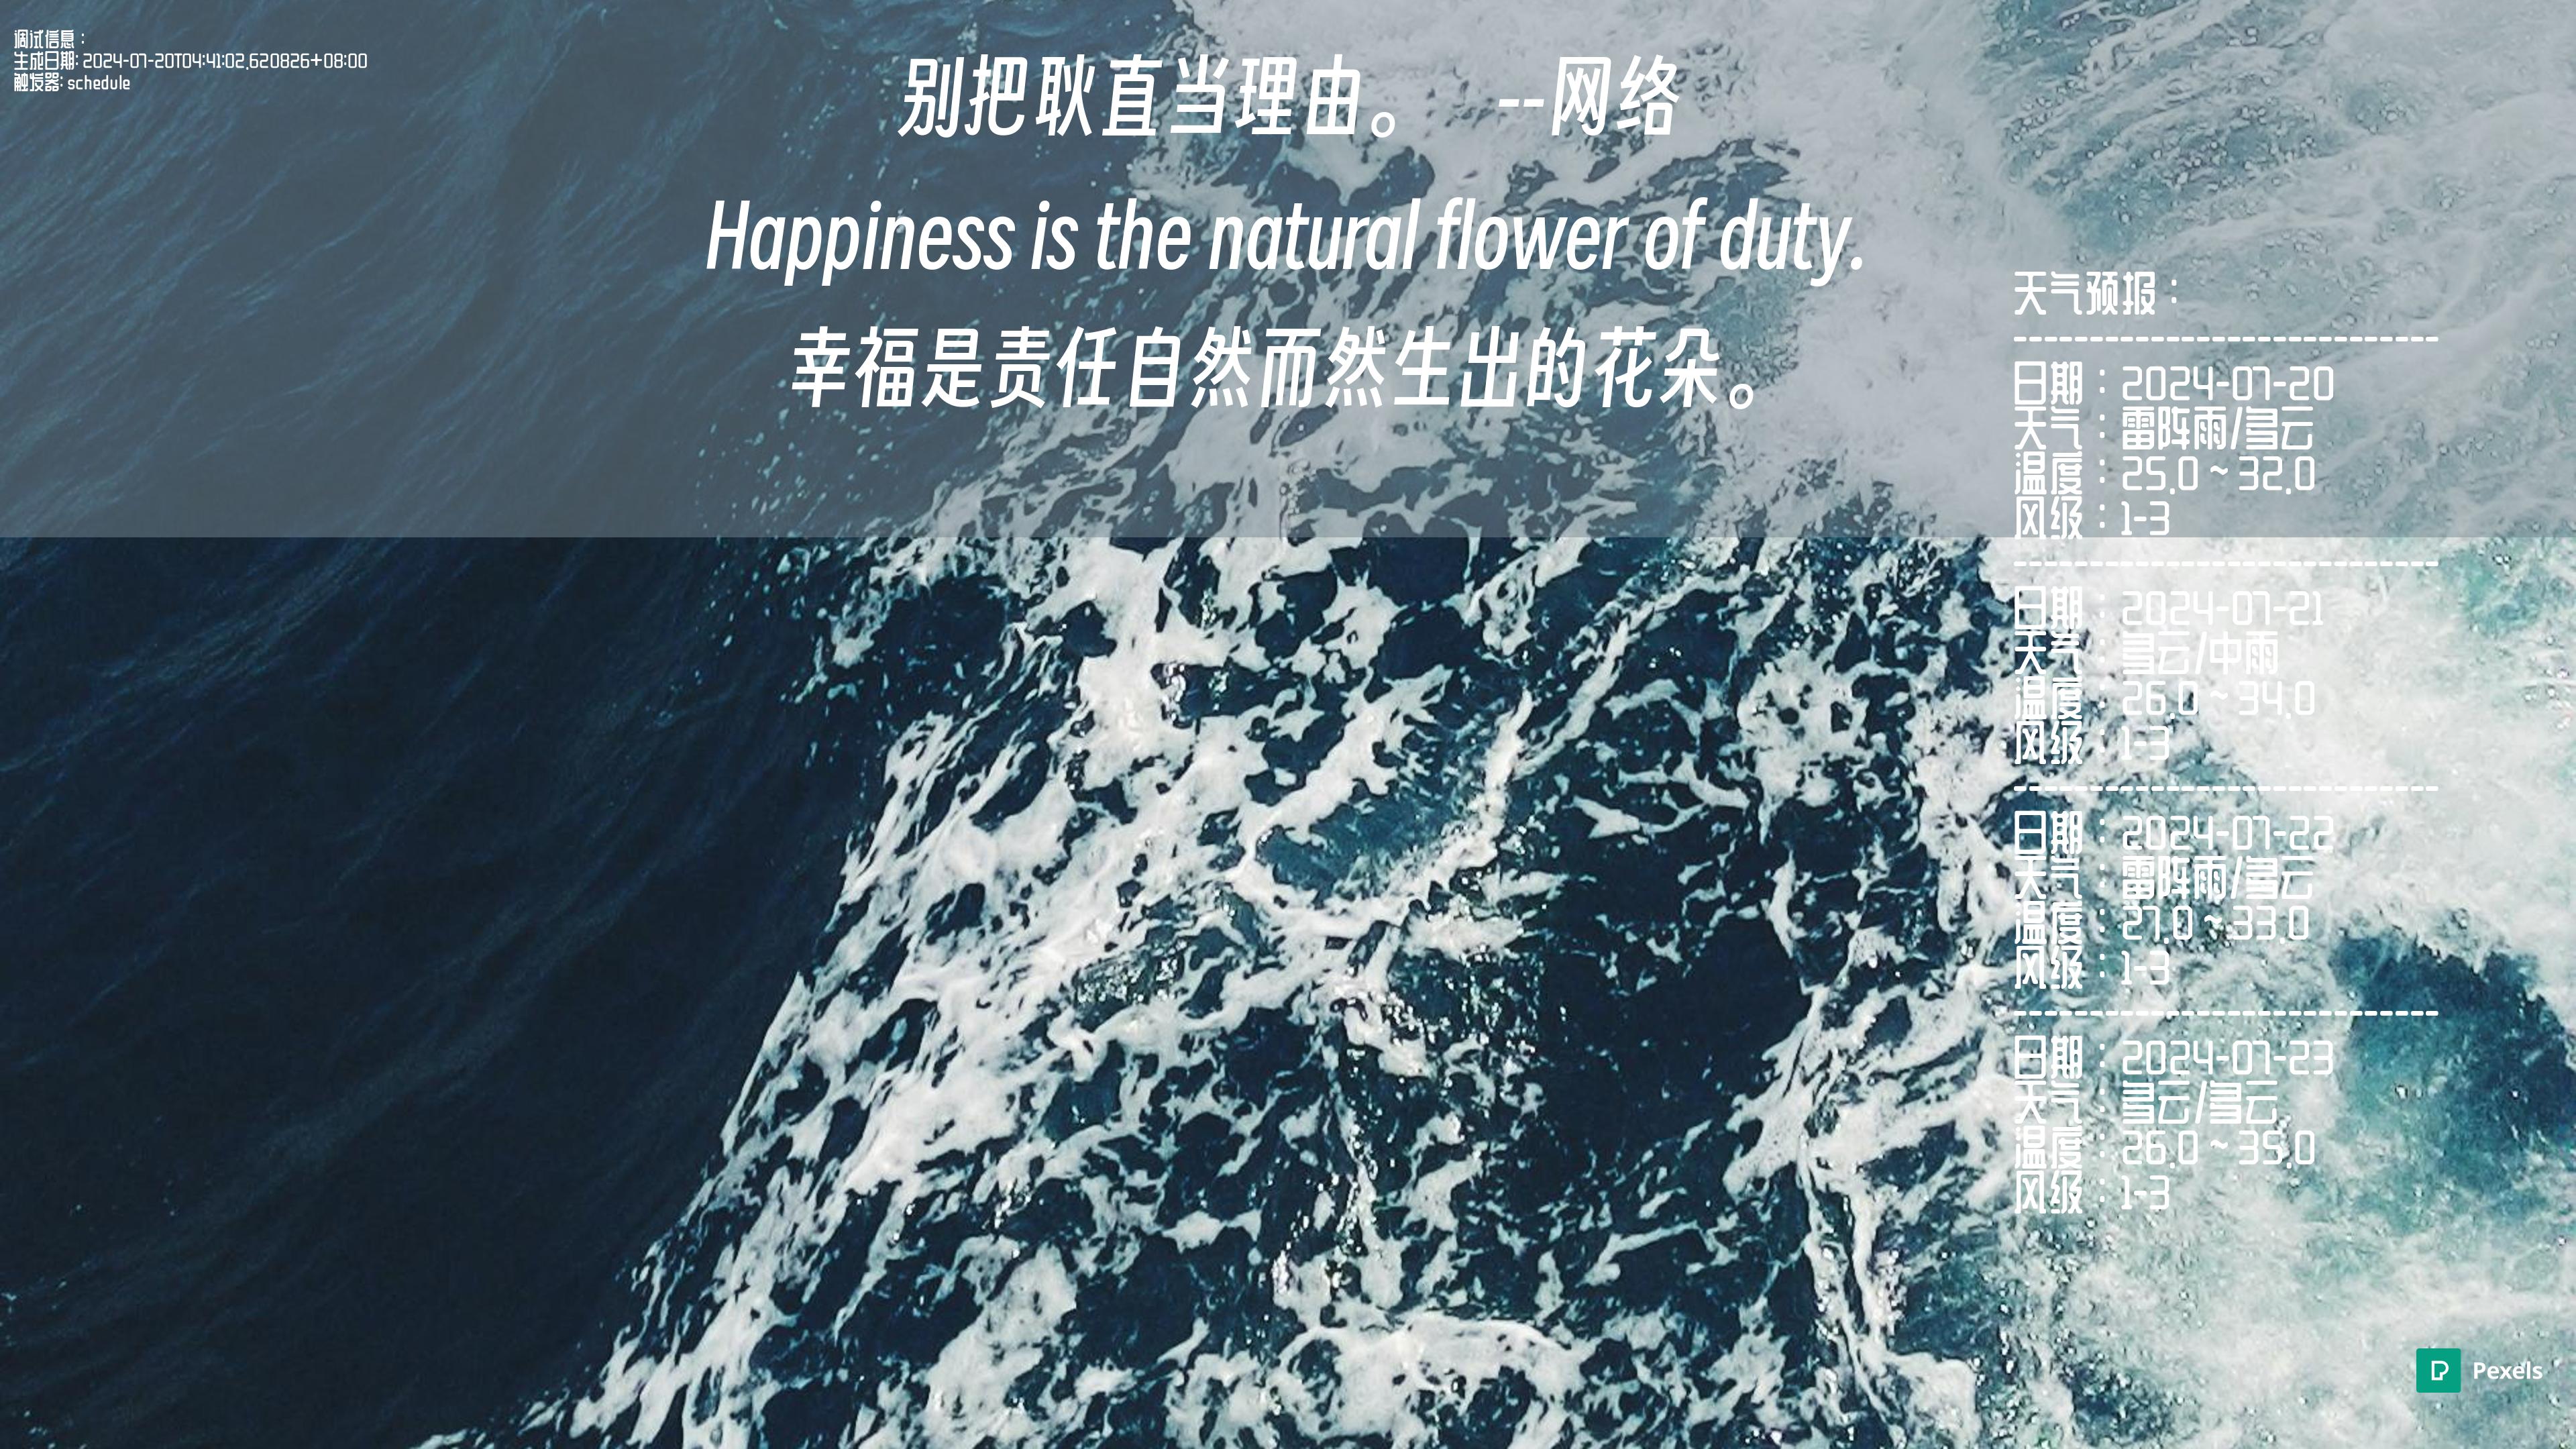 调试信息：
生成日期: 2024-07-20T04:41:02.620826+08:00
触发器: schedule
别把耿直当理由。 --网络
Happiness is the natural flower of duty.
幸福是责任自然而然生出的花朵。
天气预报：
------------------------------
日期：2024-07-20
天气：雷阵雨/多云
温度：25.0 ~ 32.0
风级：1-3
------------------------------
日期：2024-07-21
天气：多云/中雨
温度：26.0 ~ 34.0
风级：1-3
------------------------------
日期：2024-07-22
天气：雷阵雨/多云
温度：27.0 ~ 33.0
风级：1-3
------------------------------
日期：2024-07-23
天气：多云/多云
温度：26.0 ~ 35.0
风级：1-3
Pexels